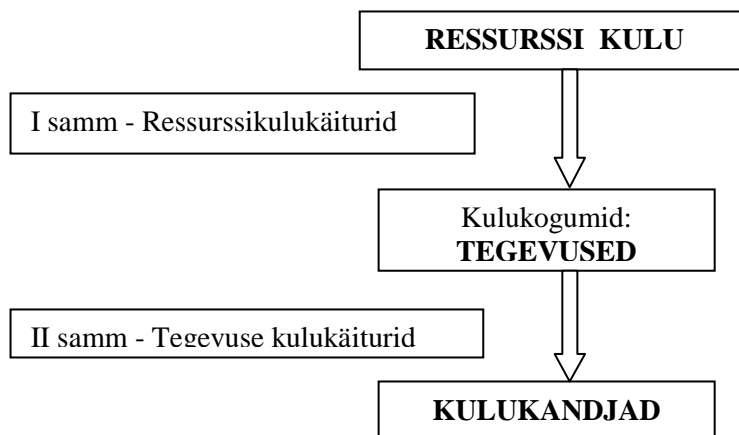 RESSURSSI KULU
I samm - Ressurssikulukäiturid
Kulukogumid:
TEGEVUSED
II samm - Tegevuse kulukäiturid
KULUKANDJAD